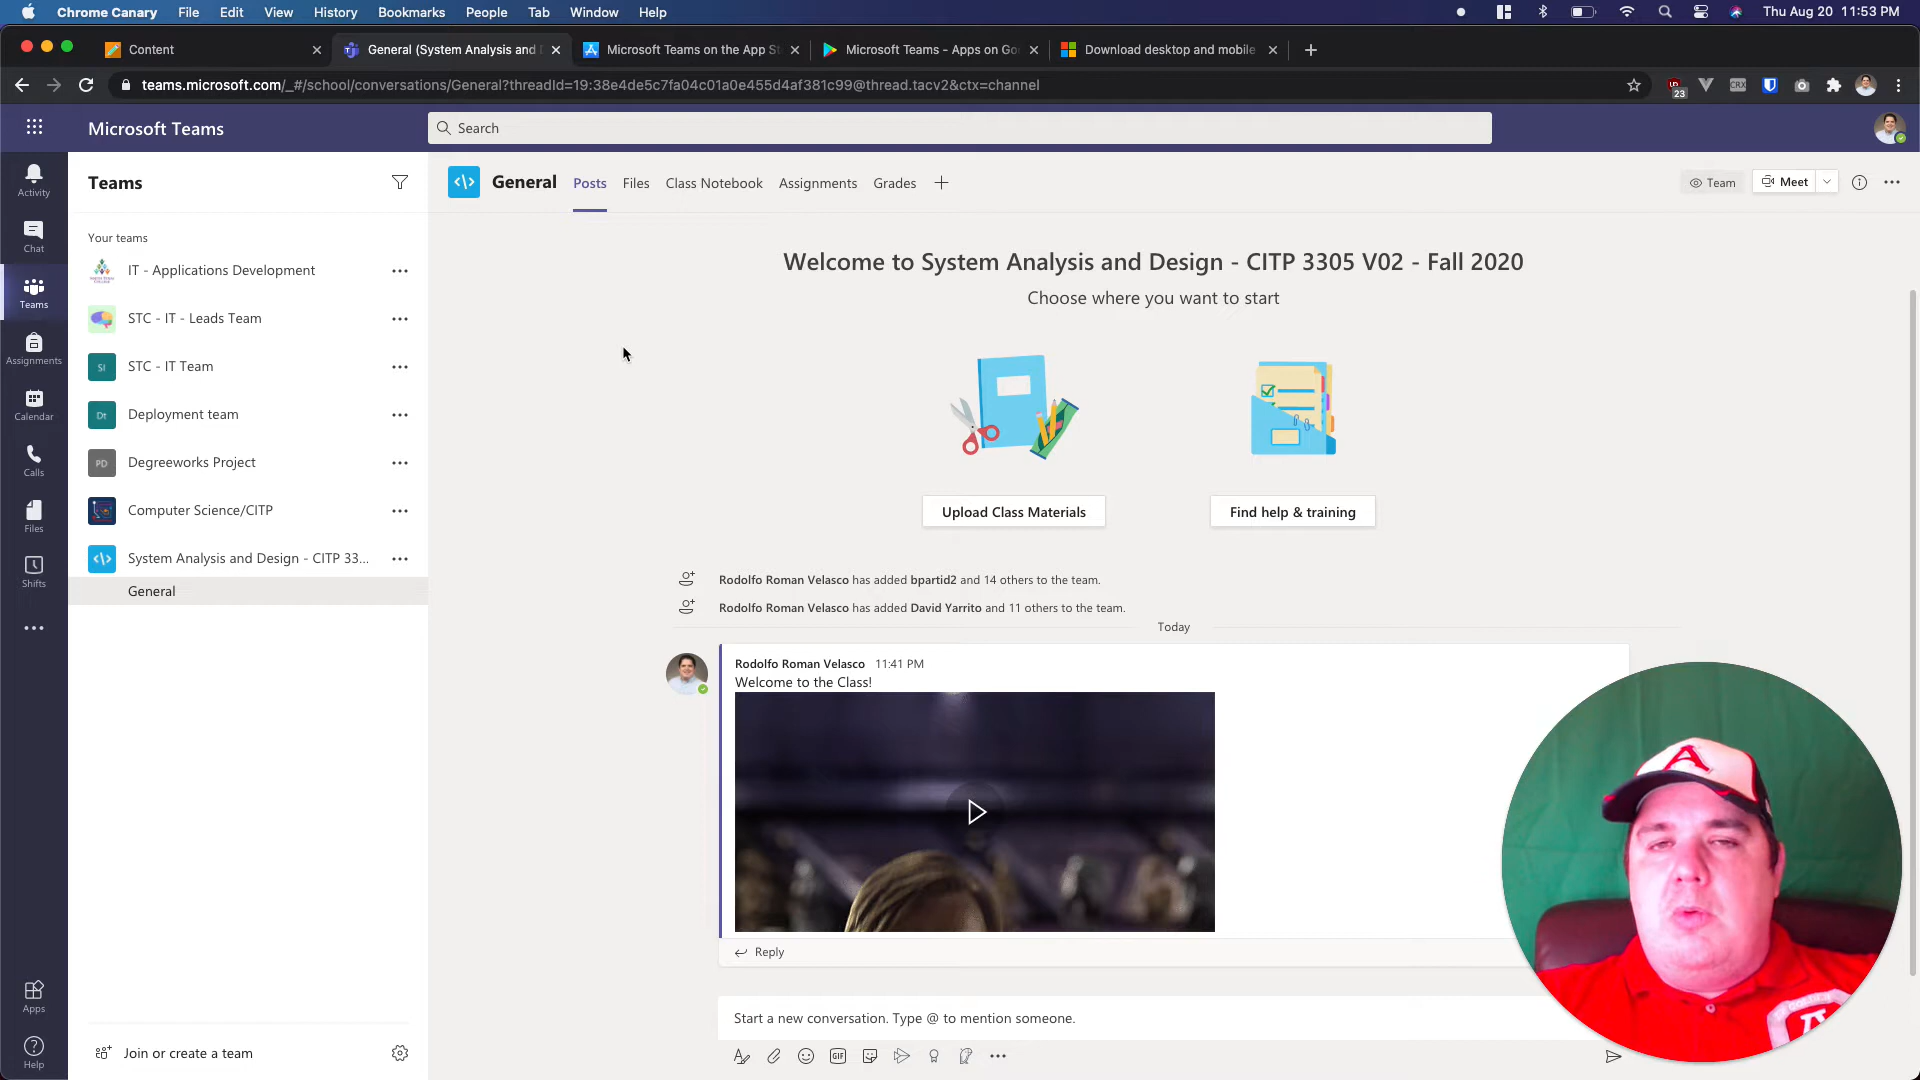 Chrome Canary File Edit View History Bookmarks People Tab Window Help Thu Aug 20 11:53 PM
Content General (System Analysis and D Microsoft Teams on the App St Microsoft Teams - Apps on Goo Download desktop and mobile
teams.microsoft.com/_#/school/conversations/General?threadId=19:38e4de5c7fa04c01a0e455d4af381c99@thread.tacv2&ctx=channel
23
CRX
Microsoft Teams
Search
Activity
Chat
Teams
Assignments
Calendar
Calls
Files
Shifts
Apps
Help
Teams
Your teams
IT - Applications Development
STC - IT - Leads Team
SI STC - IT Team
Dt Deployment team
PD Degreeworks Project
Computer Science/CITP
System Analysis and Design - CITP 33...
General
Join or create a team
General Posts Files Class Notebook Assignments Grades
Team Meet
Welcome to System Analysis and Design - CITP 3305 V02 - Fall 2020
Choose where you want to start
Upload Class Materials
Find help & training
Rodolfo Roman Velasco has added bpartid2 and 14 others to the team.
Rodolfo Roman Velasco has added David Yarrito and 11 others to the team.
Today
Rodolfo Roman Velasco 11:41 PM
Welcome to the Class!
Reply
Start a new conversation. Type @ to mention someone.
GIF
A